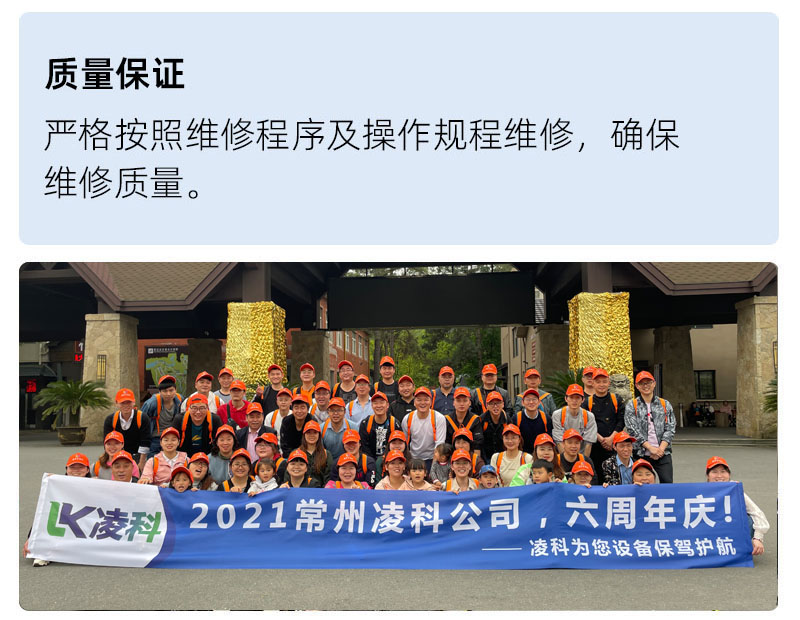 质量保证
严格按照维修程序及操作规程维修，确保
维修质量。
LK凌科
2021常州凌科公司，六周年庆!
—— 凌科为您设备保驾护航